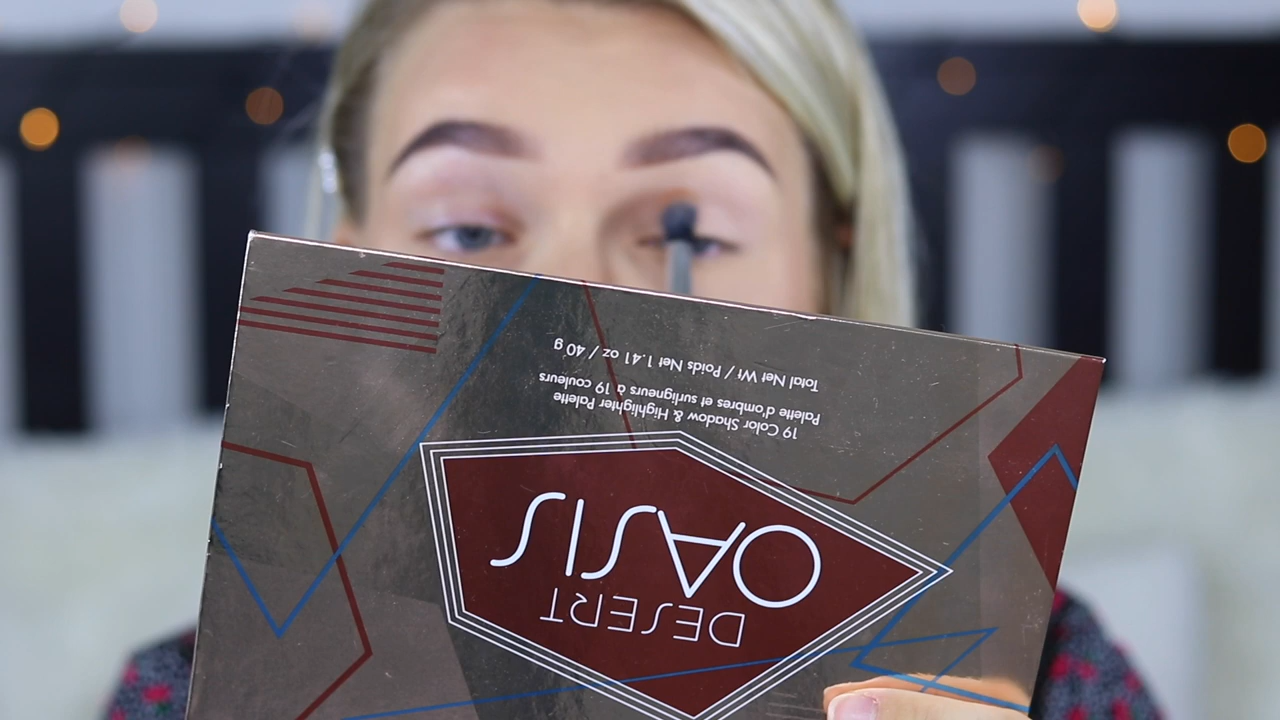 DESERT
OASIS
19 Color Shadow & Highlighter Palette
Palette d'ombres et surligneurs à 19 couleurs
Total Net Wt / Poids Net 1.41 oz / 40 g